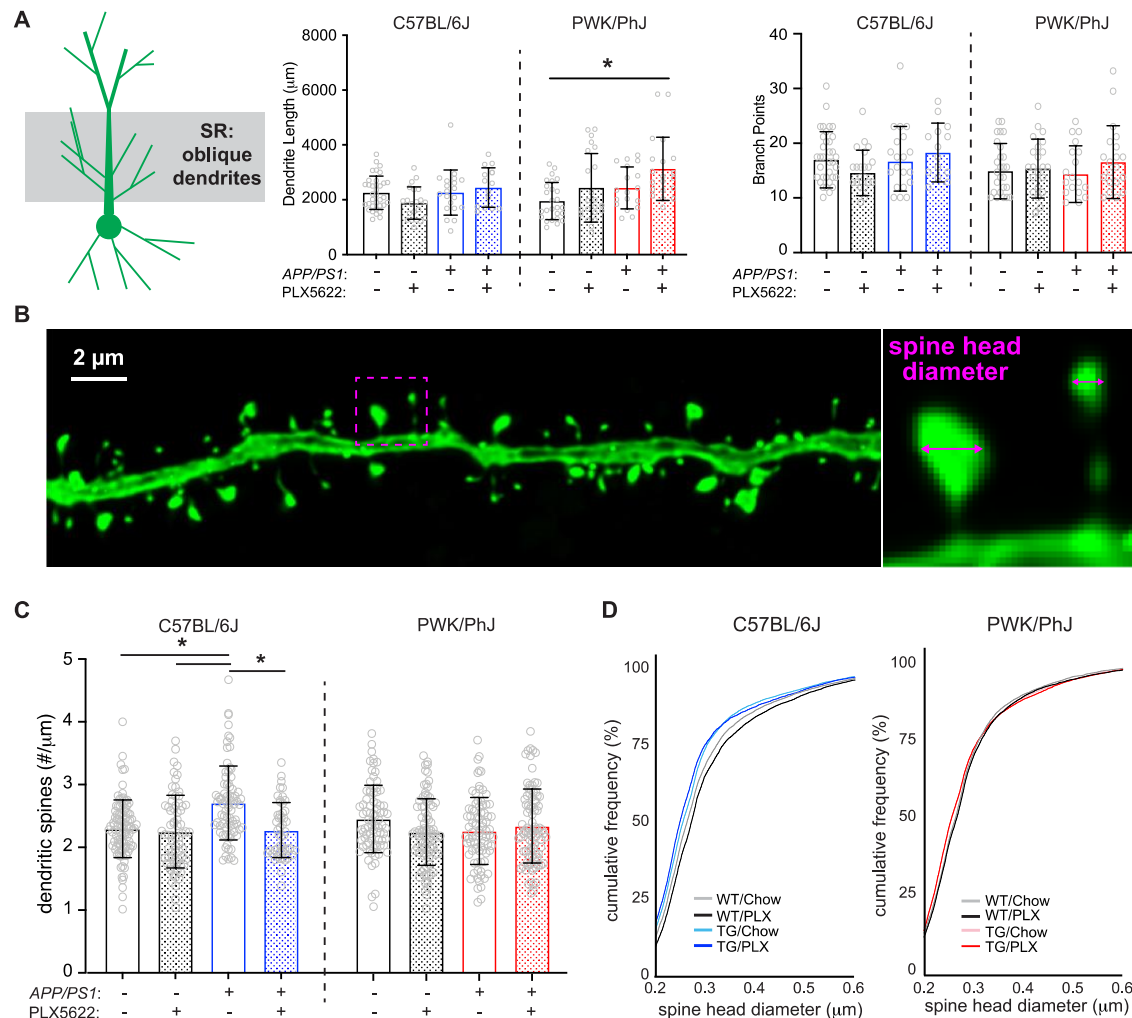 A
SR:
oblique
dendrites
C57BL/6J
PWK/PhJ
Dendrite Length (μm)
8000
6000
4000
2000
0
*
APP/PS1: - - + + - - + +
PLX5622: - + - + - + - +
C57BL/6J
PWK/PhJ
Branch Points
40
30
20
10
0
APP/PS1: - - + + - - + +
PLX5622: - + - + - + - +
B
2 μm
spine head
diameter
C
C57BL/6J
PWK/PhJ
*
*
dendritic spines (#/μm)
5
4
3
2
1
0
APP/PS1: - - + + - - + +
PLX5622: - + - + - + - +
D
C57BL/6J
cumulative frequency (%)
100
75
50
25
0
WT/Chow
WT/PLX
TG/Chow
TG/PLX
0.2 0.3 0.4 0.5 0.6
spine head diameter (μm)
PWK/PhJ
cumulative frequency (%)
100
75
50
25
0
WT/Chow
WT/PLX
TG/Chow
TG/PLX
0.2 0.3 0.4 0.5 0.6
spine head diameter (μm)